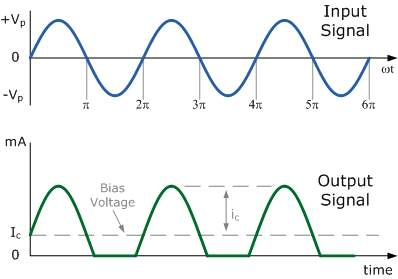 +Vp
Input
Signal
0
ωt
-Vp
π
2π
3π
4π
5π
6π
mA
Bias
Voltage
ic
Output
Signal
Ic
0
time